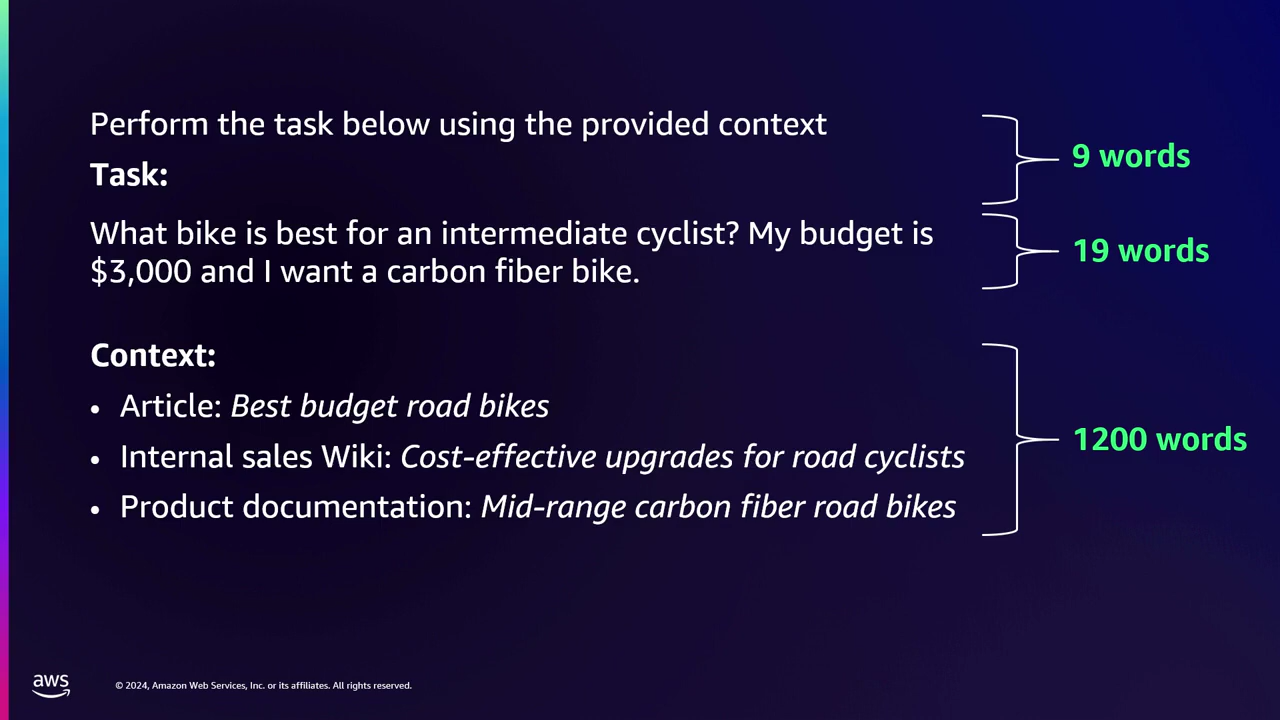 Perform the task below using the provided context
9 words
Task:
What bike is best for an intermediate cyclist? My budget is
$3,000 and I want a carbon fiber bike.
19 words
Context:
• Article: Best budget road bikes
• Internal sales Wiki: Cost-effective upgrades for road cyclists
• Product documentation: Mid-range carbon fiber road bikes
1200 words
aws
© 2024, Amazon Web Services, Inc. or its affiliates. All rights reserved.